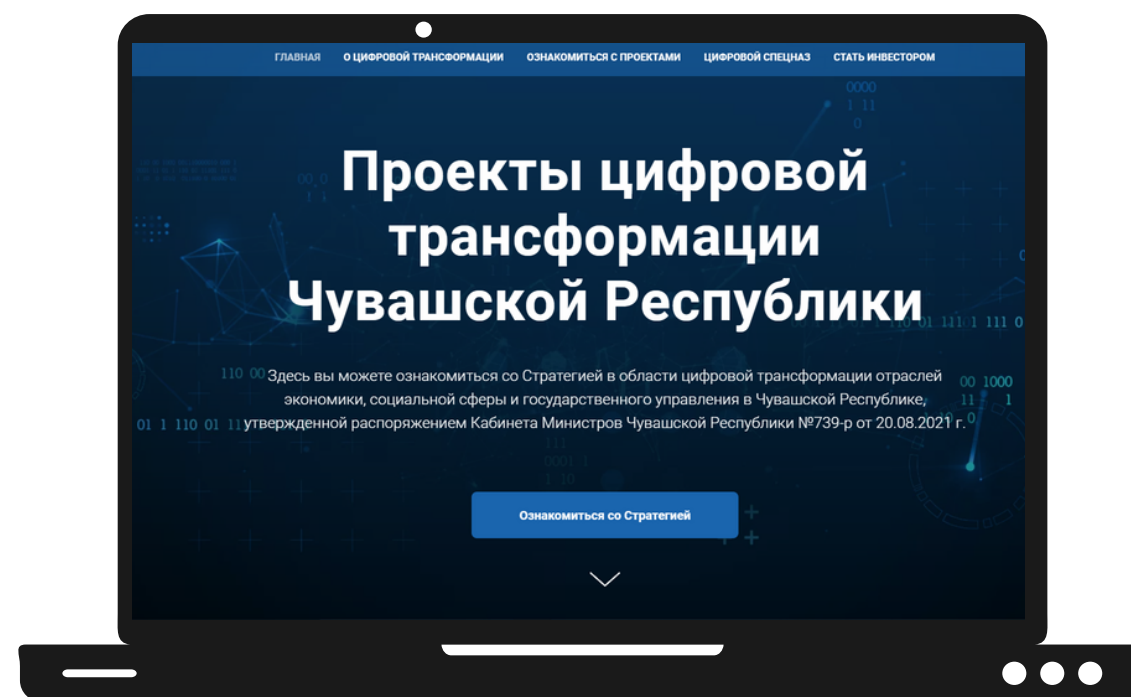 ГЛАВНАЯ О ЦИФРОВОЙ ТРАНСФОРМАЦИИ ОЗНАКОМИТЬСЯ С ПРОЕКТАМИ ЦИФРОВОЙ СПЕЦНАЗ СТАТЬ ИНВЕСТОРОМ
Проекты цифровой
трансформации
Чувашской Республики
Здесь вы можете ознакомиться со Стратегией в области цифровой трансформации отраслей
экономики, социальной сферы и государственного управления в Чувашской Республике,
утвержденной распоряжением Кабинета Министров Чувашской Республики №739-р от 20.08.2021 г.
Ознакомиться со Стратегией